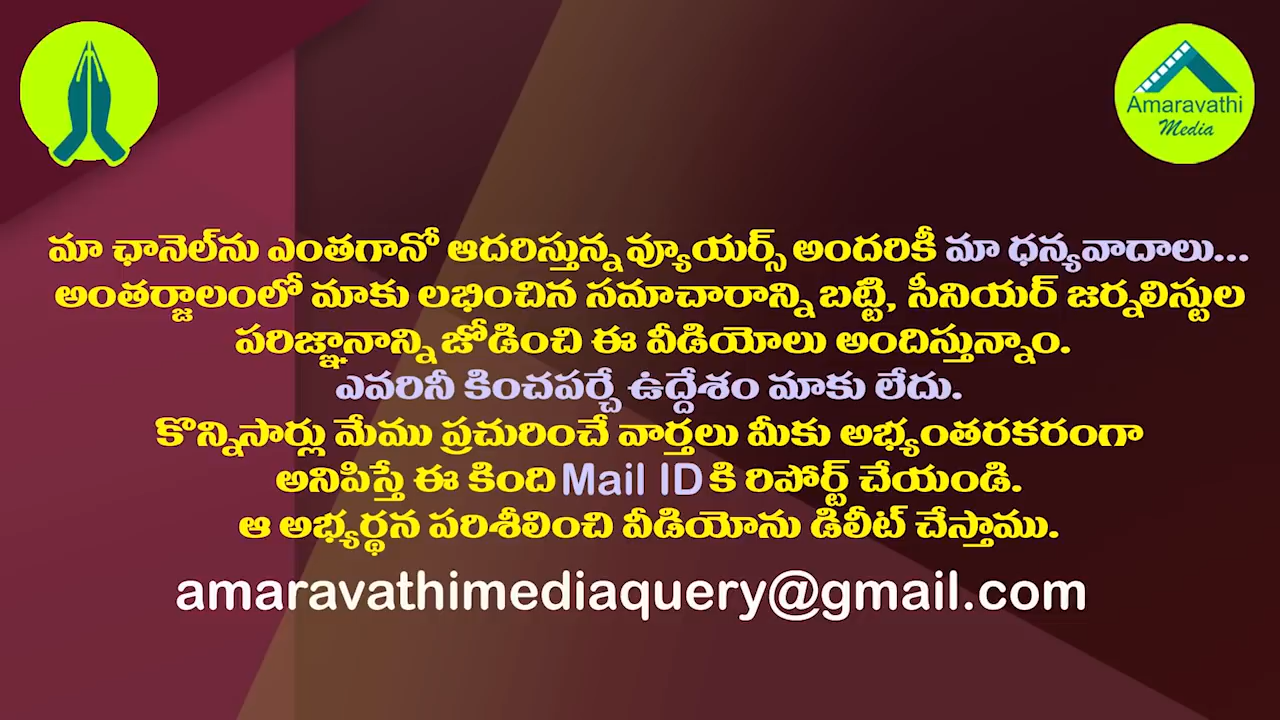 Amaravathi
Media
మా ఛానెల్‌ను ఎంతగానో ఆదరిస్తున్న వ్యూయర్స్ అందరికీ మా ధన్యవాదాలు...
అంతర్జాలంలో మాకు లభించిన సమాచారాన్ని బట్టి, సీనియర్ జర్నలిస్టుల
పరిజ్ఞానాన్ని జోడించి ఈ వీడియోలు అందిస్తున్నాం.
ఎవరినీ కించపర్చే ఉద్దేశం మాకు లేదు.
కొన్నిసార్లు మేము ప్రచురించే వార్తలు మీకు అభ్యంతరకరంగా
అనిపిస్తే ఈ కింది Mail ID కి రిపోర్ట్ చేయండి.
ఆ అభ్యర్థన పరిశీలించి వీడియోను డిలీట్ చేస్తాము.
amaravathimediaquery@gmail.com